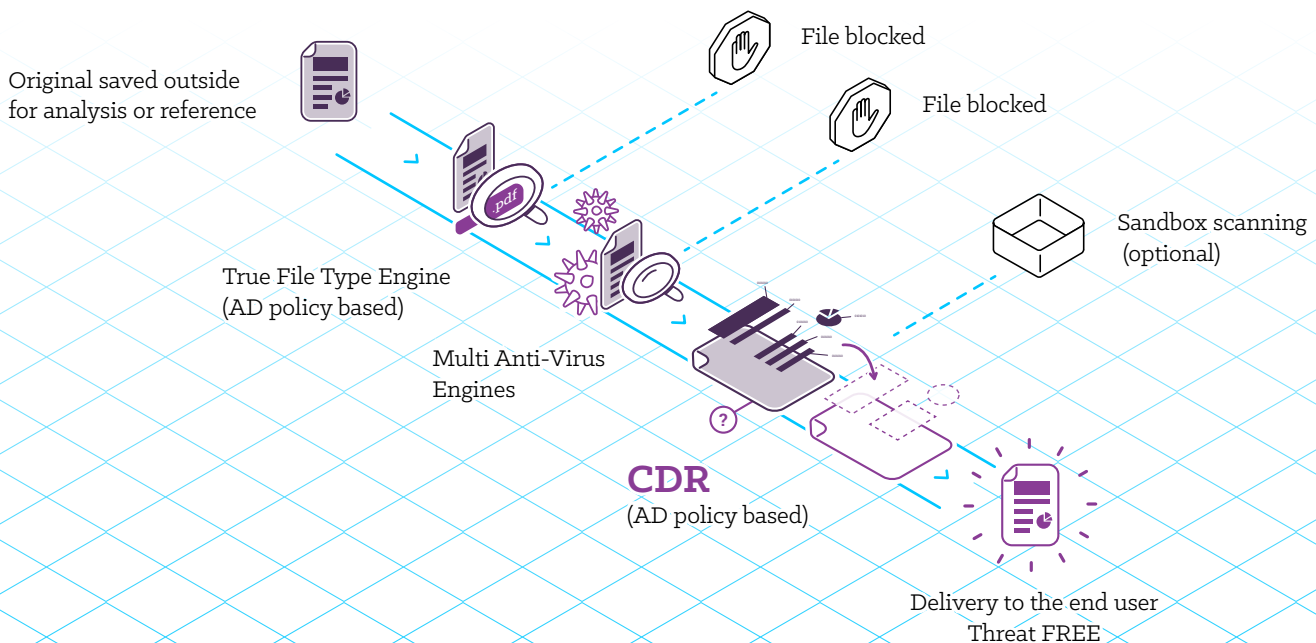 Original saved outside
for analysis or reference
File blocked
File blocked
.pdf
Sandbox scanning
(optional)
True File Type Engine
(AD policy based)
Multi Anti-Virus
Engines
?
CDR
(AD policy based)
Delivery to the end user
Threat FREE